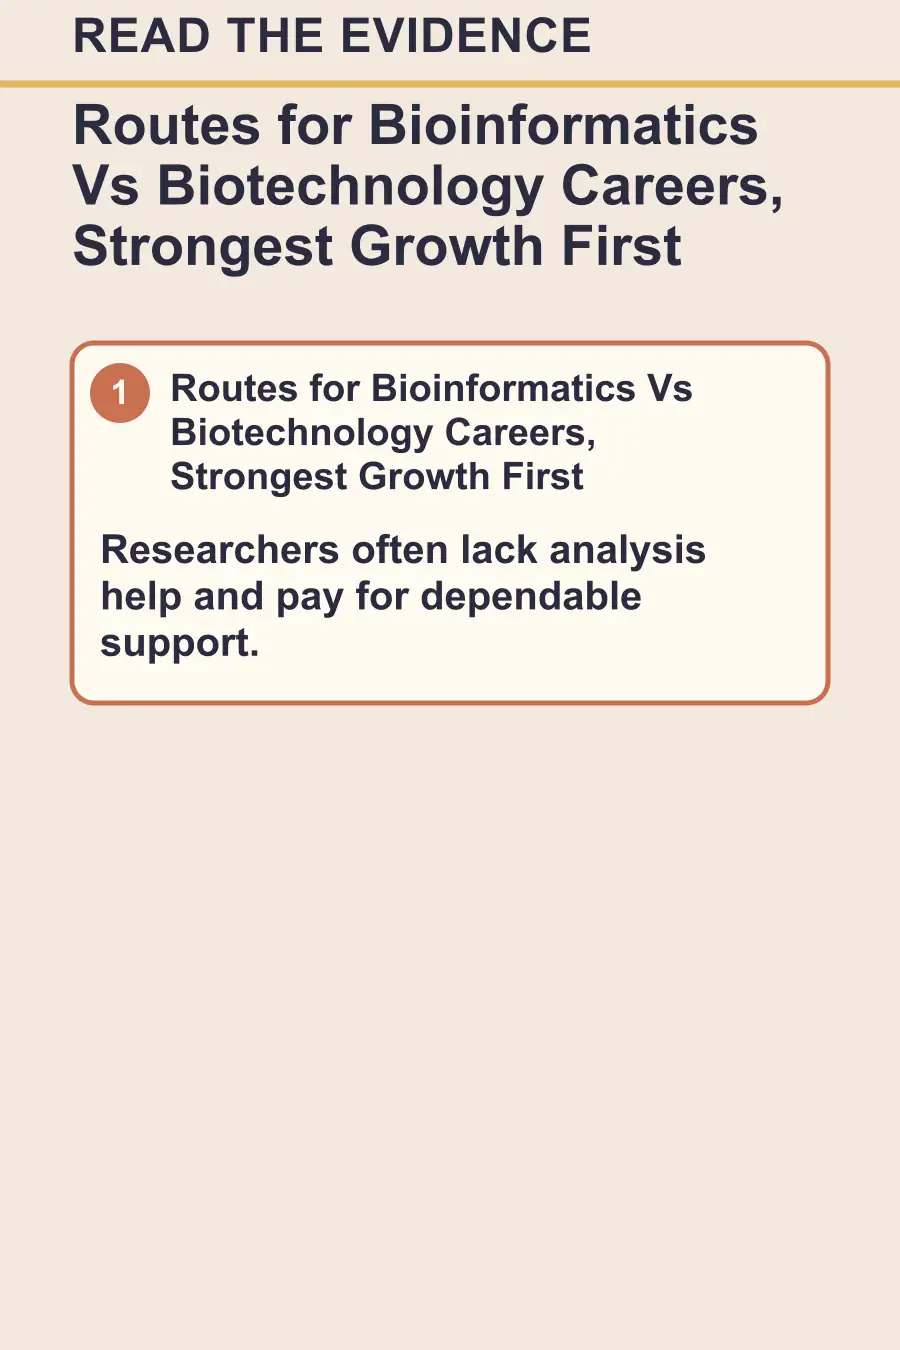 READ THE EVIDENCE
Routes for Bioinformatics
Vs Biotechnology Careers,
Strongest Growth First
1
Routes for Bioinformatics Vs
Biotechnology Careers,
Strongest Growth First
Researchers often lack analysis
help and pay for dependable
support.